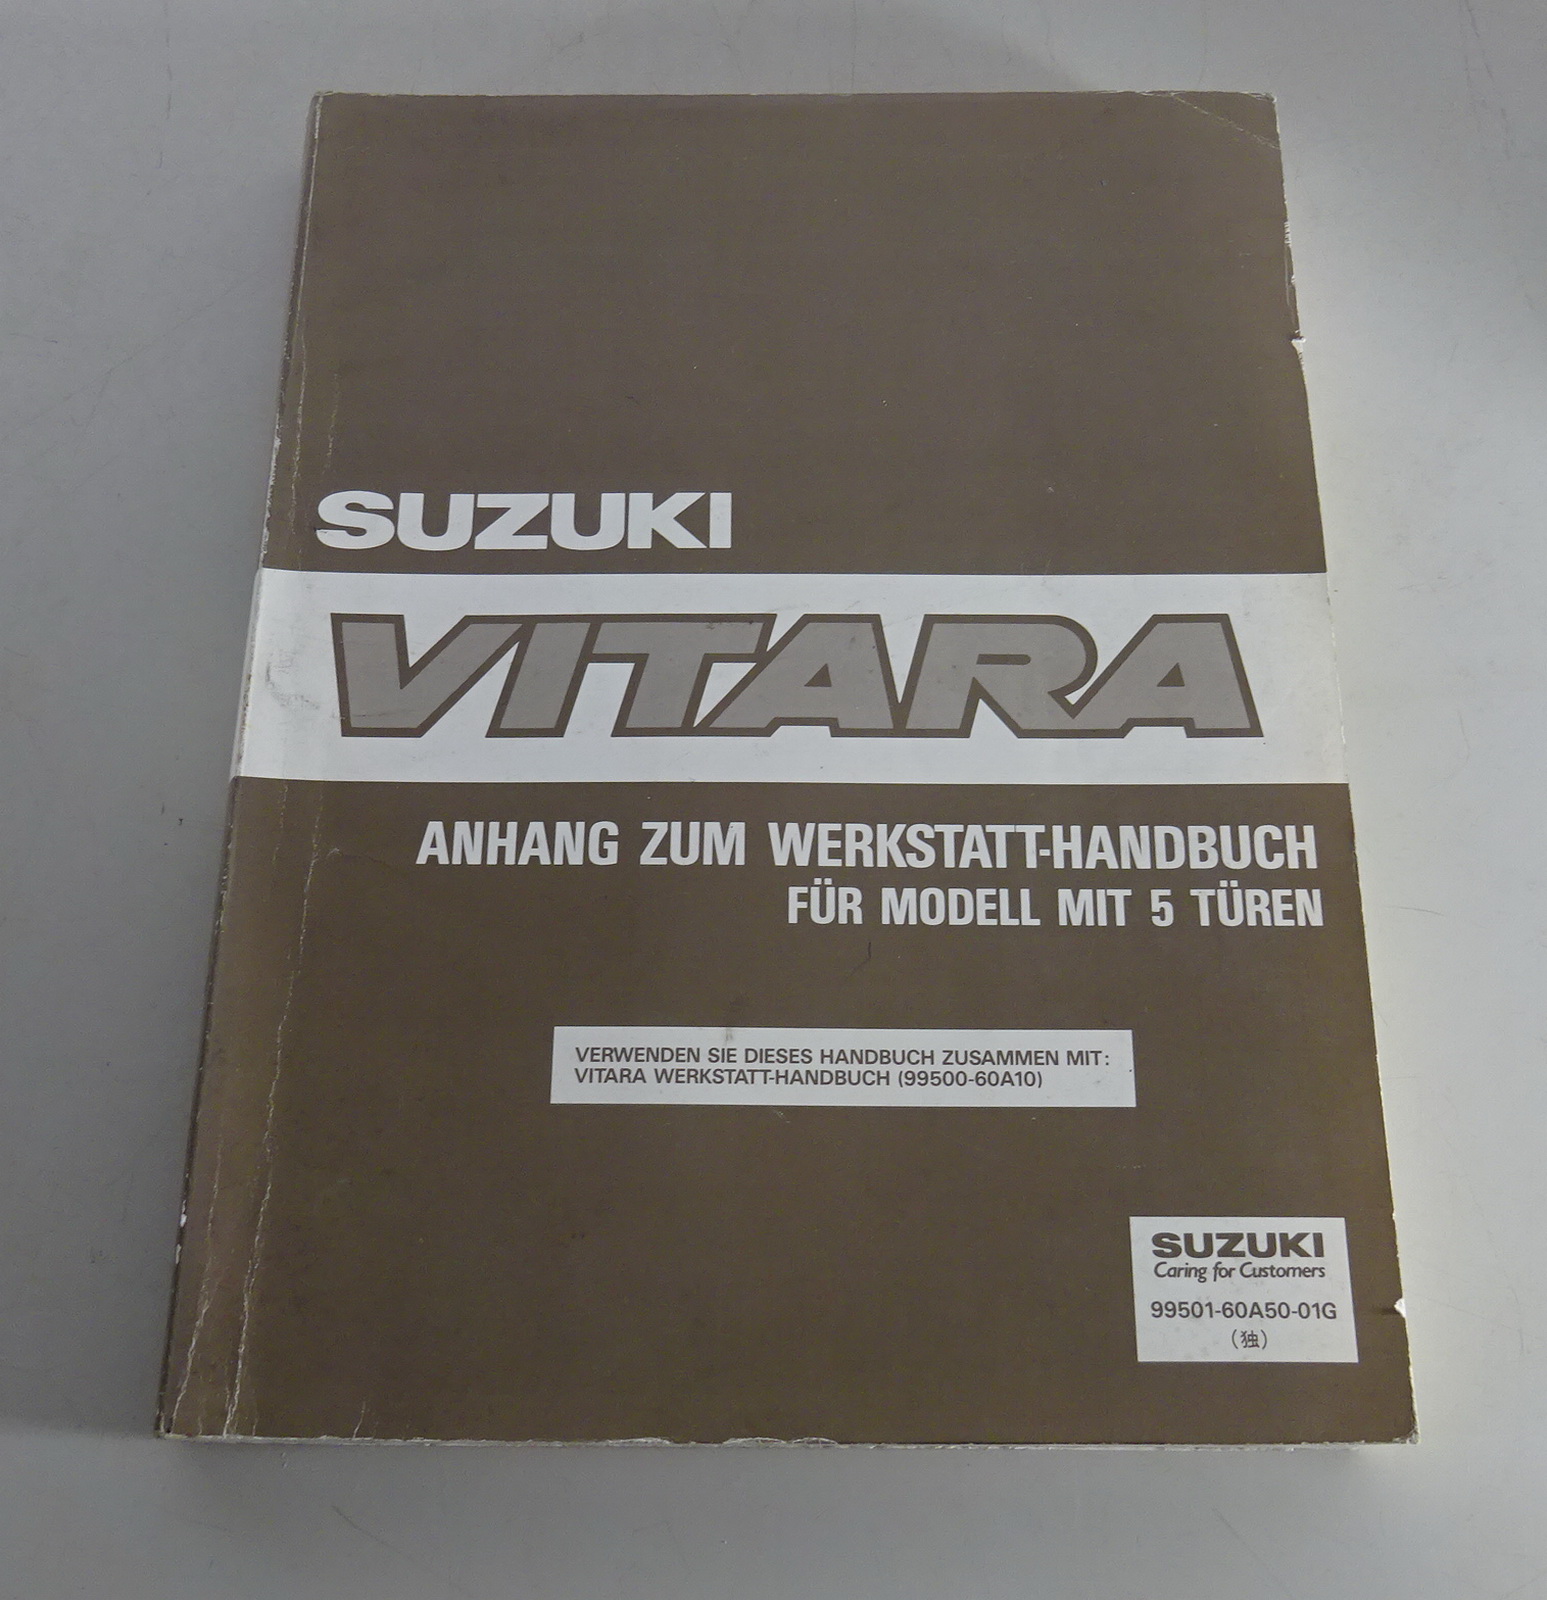 SUZUKI
VITARA
ANHANG ZUM WERKSTATT-HANDBUCH
FÜR MODELL MIT 5 TÜREN
VERWENDEN SIE DIESES HANDBUCH ZUSAMMEN MIT:
VITARA WERKSTATT-HANDBUCH (99500-60A10)
SUZUKI
Caring for Customers
99501-60A50-01G
(独)